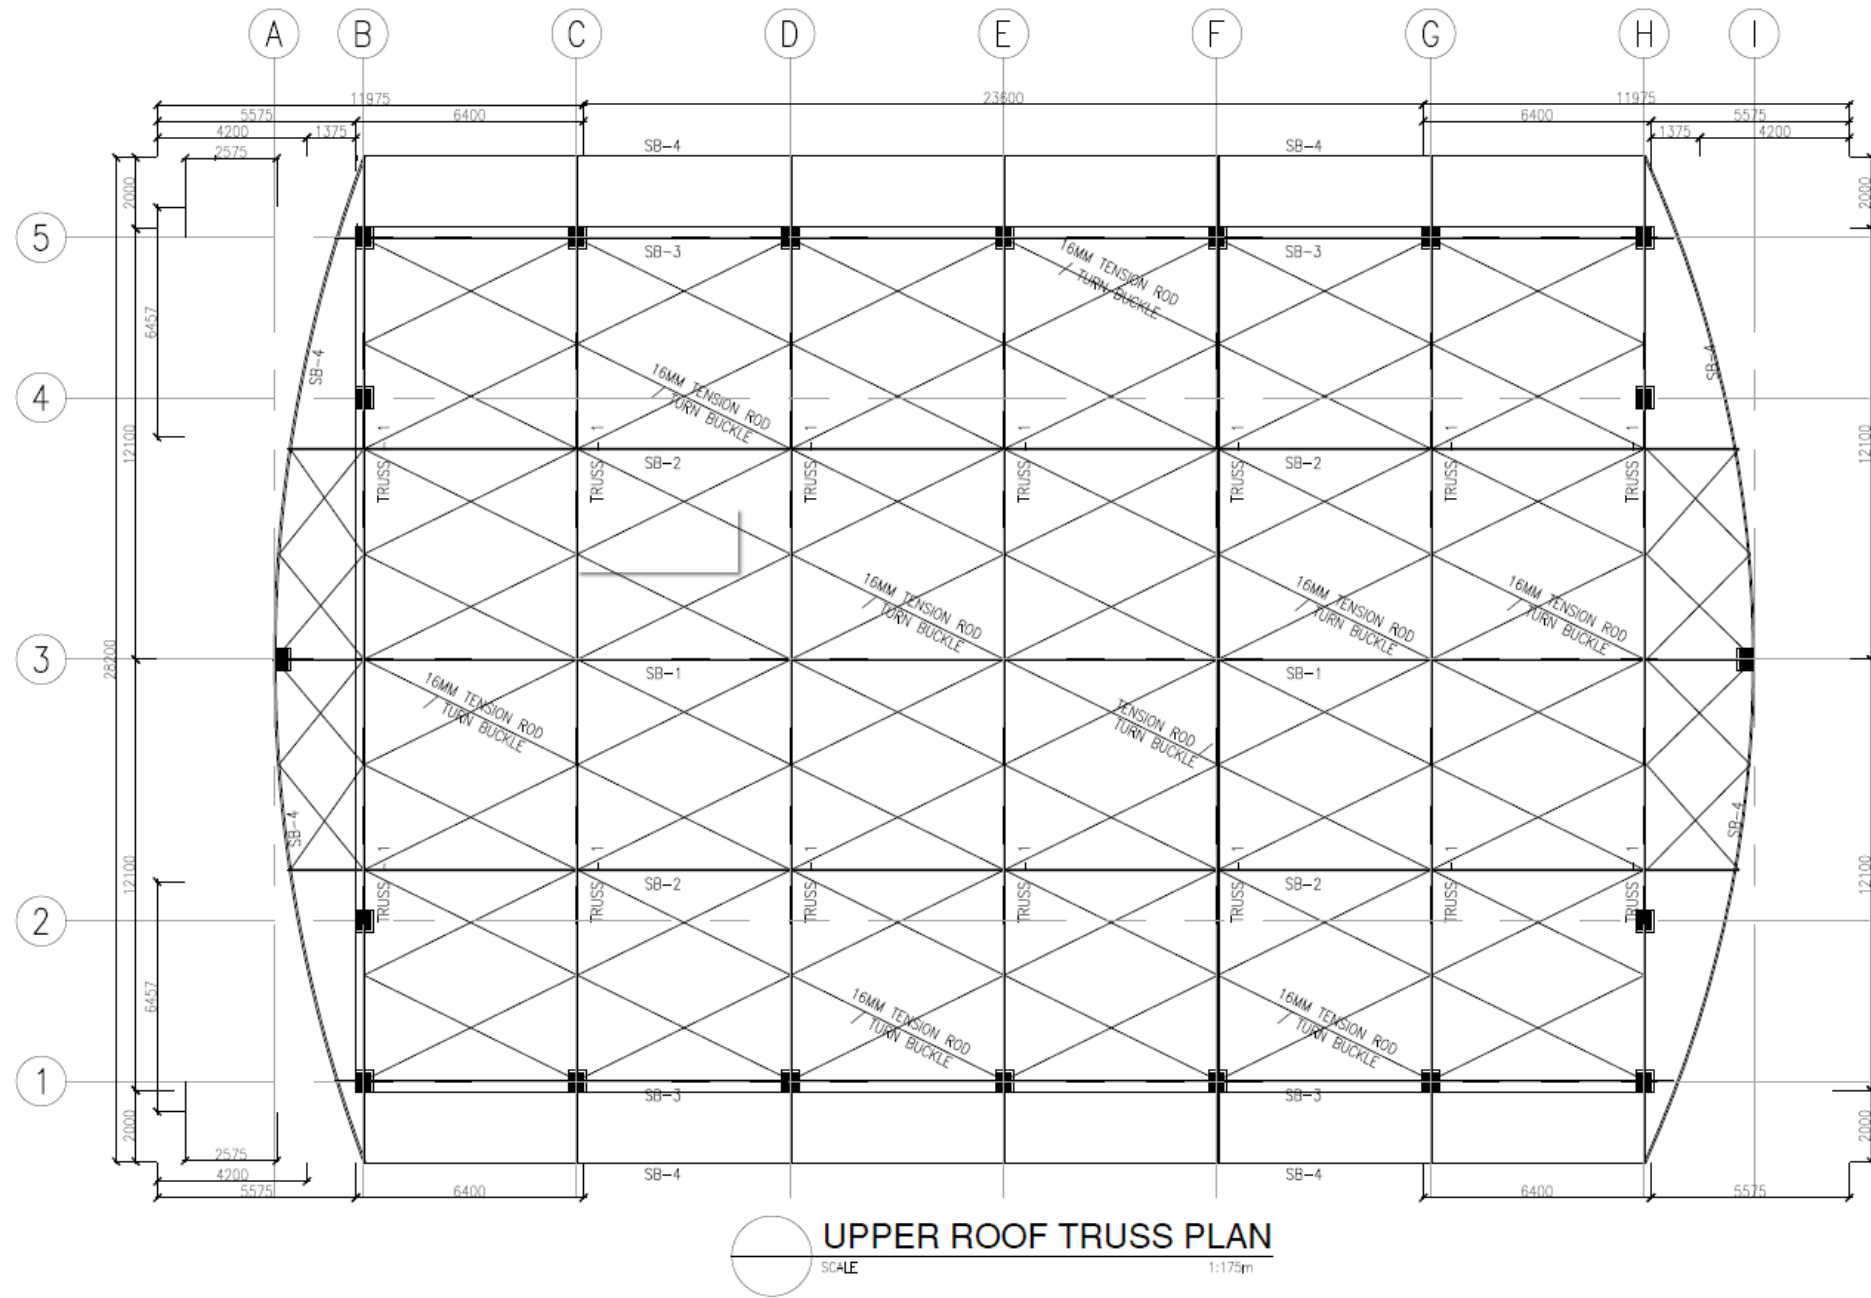 A B C D E F G H I
11975 23600 11975
5575 6400 6400 5575
4200 1375 1375 4200
2575
SB-4 SB-4
2000 2000
5
SB-3 SB-3
16MM TENSION ROD
TURN BUCKLE
6457
SB-4 SB-4
4
16MM TENSION ROD
TURN BUCKLE
12100 12100
TRUSS-1 TRUSS-1 TRUSS-1 TRUSS-1 TRUSS-1 TRUSS-1 TRUSS-1
SB-2 SB-2
16MM TENSION ROD
TURN BUCKLE
16MM TENSION ROD
TURN BUCKLE
16MM TENSION ROD
TURN BUCKLE
3
28200
SB-1 SB-1
16MM TENSION ROD
TURN BUCKLE
TENSION ROD
TURN BUCKLE
SB-4 SB-4
12100 12100
TRUSS-1 TRUSS-1 TRUSS-1 TRUSS-1 TRUSS-1 TRUSS-1 TRUSS-1
SB-2 SB-2
2
6457
16MM TENSION ROD
TURN BUCKLE
16MM TENSION ROD
TURN BUCKLE
1
SB-3 SB-3
2000 2000
2575
4200
SB-4 SB-4
5575 6400 6400 5575
UPPER ROOF TRUSS PLAN
SCALE 1:175m